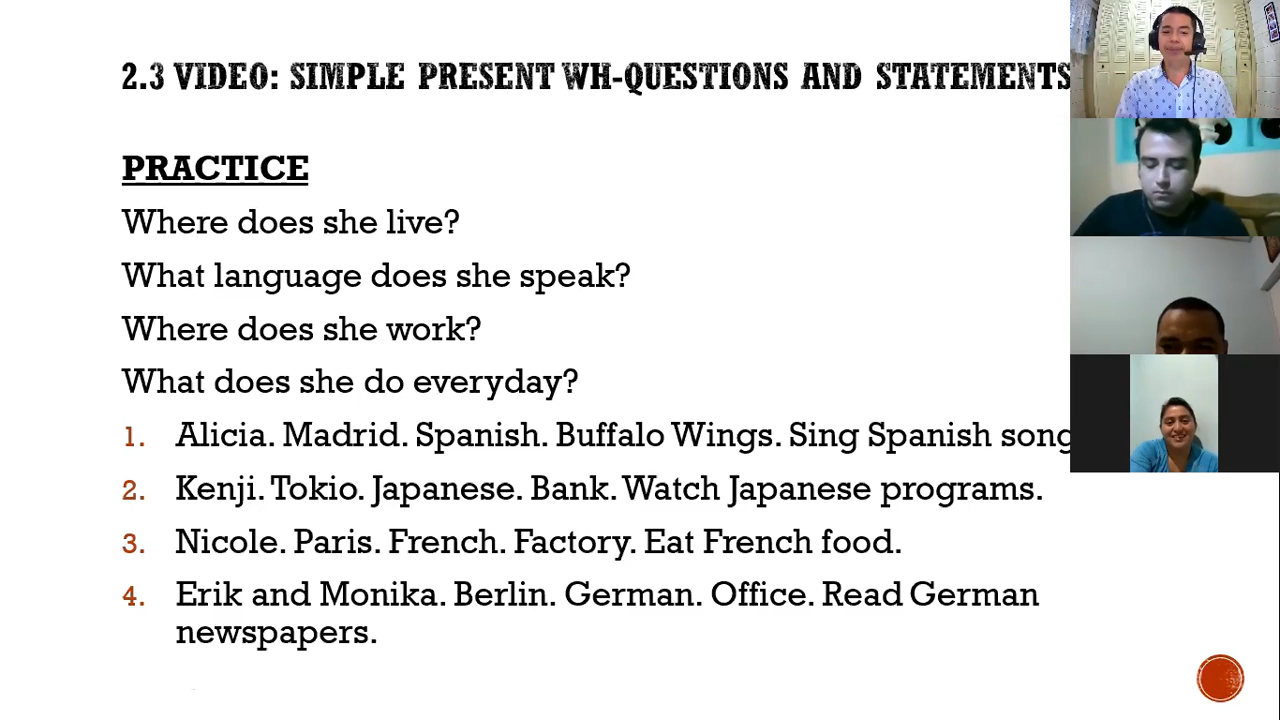 2.3 VIDEO: SIMPLE PRESENT WH-QUESTIONS AND STATEMENTS
PRACTICE
Where does she live?
What language does she speak?
Where does she work?
What does she do everyday?
1. Alicia. Madrid. Spanish. Buffalo Wings. Sing Spanish song
2. Kenji. Tokio. Japanese. Bank. Watch Japanese programs.
3. Nicole. Paris. French. Factory. Eat French food.
4. Erik and Monika. Berlin. German. Office. Read German
newspapers.